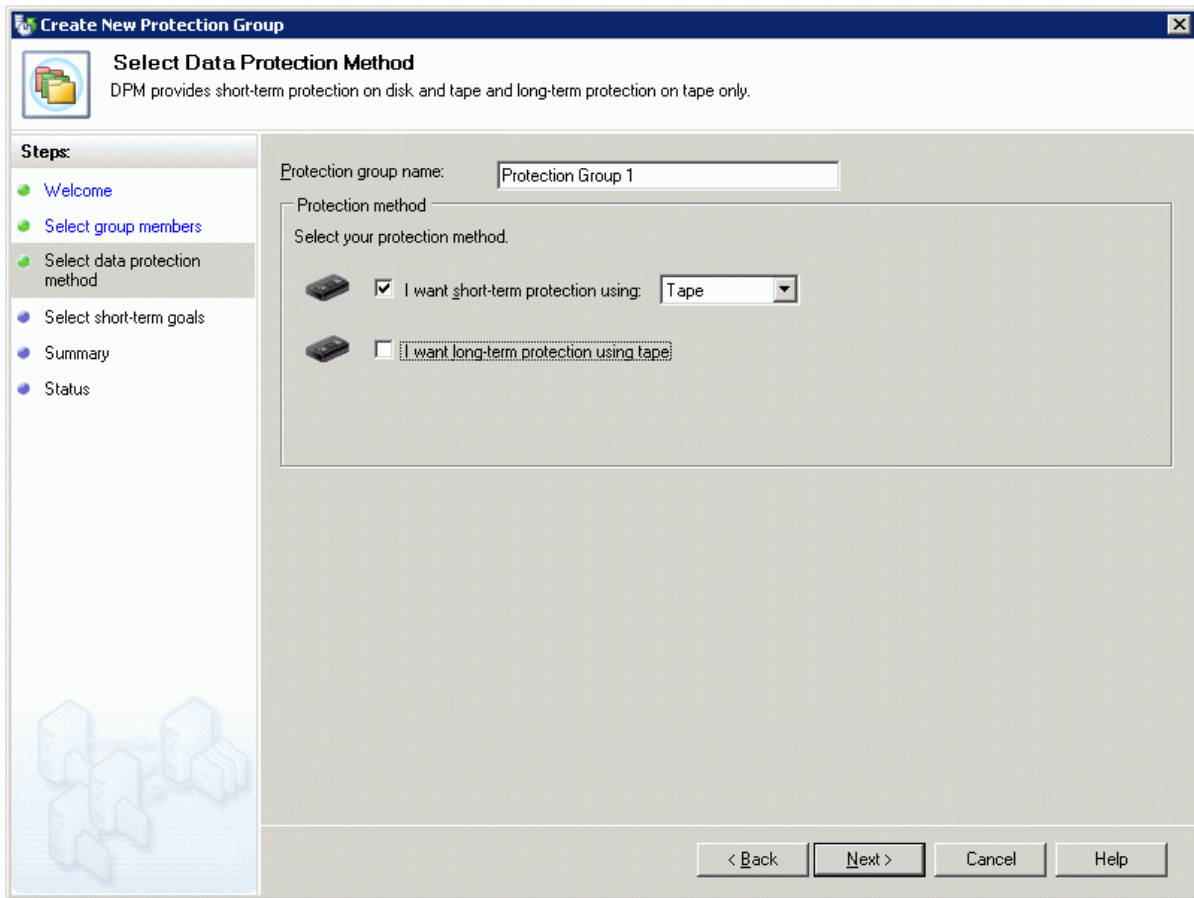 Create New Protection Group
Select Data Protection Method
DPM provides short-term protection on disk and tape and long-term protection on tape only.
Steps:
Welcome
Select group members
Select data protection
method
Select short-term goals
Summary
Status
Protection group name:
Protection Group 1
Protection method
Select your protection method.
I want short-term protection using:
Tape
I want long-term protection using tape
< Back
Next >
Cancel
Help